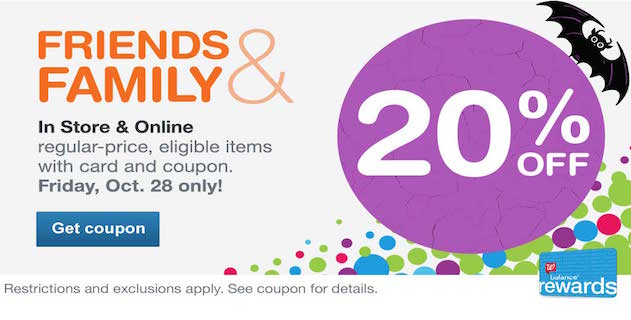 FRIENDS &
FAMILY
In Store & Online
regular-price, eligible items
with card and coupon.
Friday, Oct. 28 only!
Get coupon
20% OFF
W
balance®
rewards
Restrictions and exclusions apply. See coupon for details.